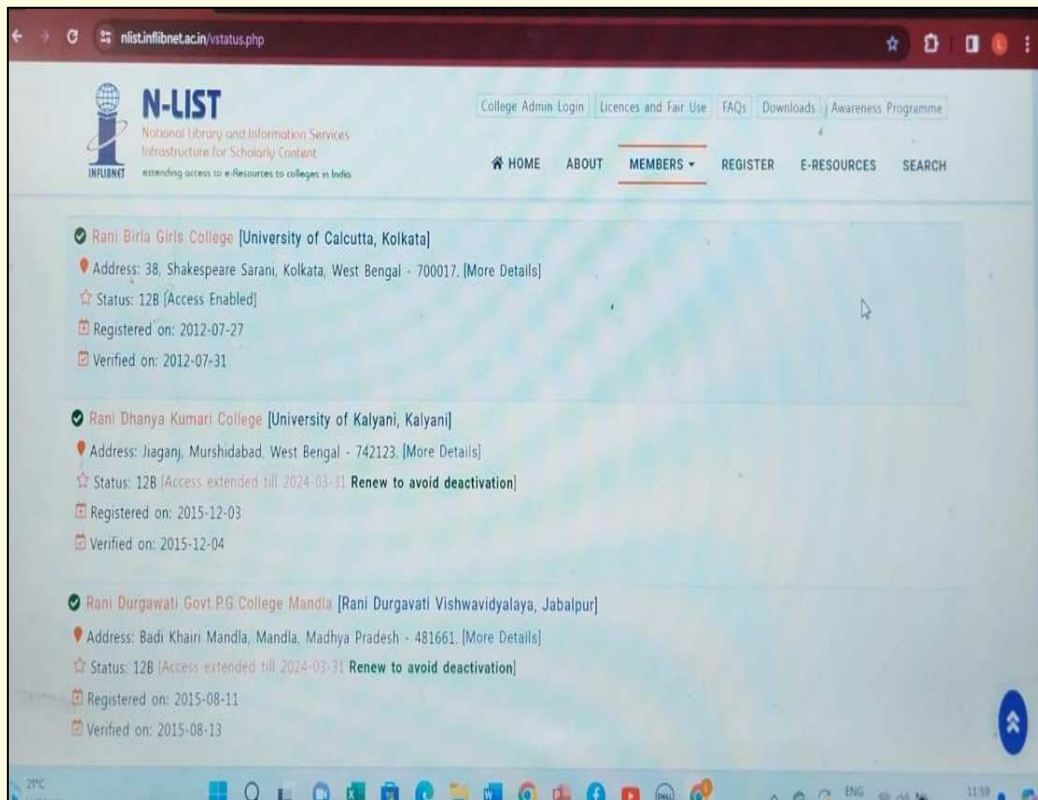 nlist.inflibnet.ac.in/vstatus.php
N-LIST
National Library and Information Services
Infrastructure for Scholarly Content
extending access to e-Resources to colleges in India
INFLIBNET
College Admin Login Licences and Fair Use FAQs Downloads Awareness Programme
HOME ABOUT MEMBERS REGISTER E-RESOURCES SEARCH
Rani Birla Girls College [University of Calcutta, Kolkata]
Address: 38, Shakespeare Sarani, Kolkata, West Bengal - 700017. [More Details]
Status: 12B [Access Enabled]
Registered on: 2012-07-27
Verified on: 2012-07-31
Rani Dhanya Kumari College [University of Kalyani, Kalyani]
Address: Jiaganj, Murshidabad, West Bengal - 742123. [More Details]
Status: 12B [Access extended till 2024-03-31 Renew to avoid deactivation]
Registered on: 2015-12-03
Verified on: 2015-12-04
Rani Durgawati Govt.P.G.College Mandla [Rani Durgavati Vishwavidyalaya, Jabalpur]
Address: Badi Khairi Mandla, Mandla, Madhya Pradesh - 481661. [More Details]
Status: 12B [Access extended till 2024-03-31 Renew to avoid deactivation]
Registered on: 2015-08-11
Verified on: 2015-08-13
ENG
11:59